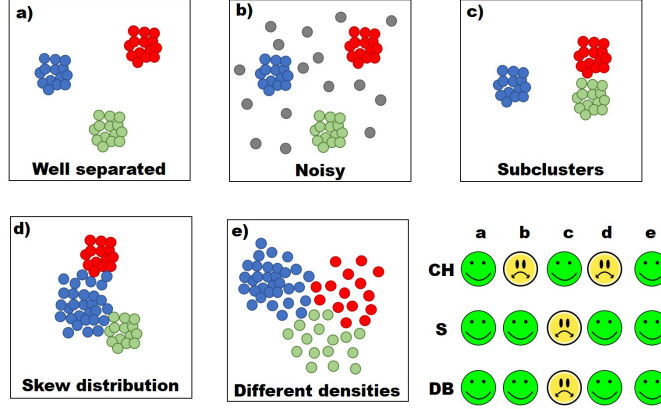 a)
Well separated
b)
Noisy
c)
Subclusters
d)
Skew distribution
e)
Different densities
a b c d e
CH
S
DB